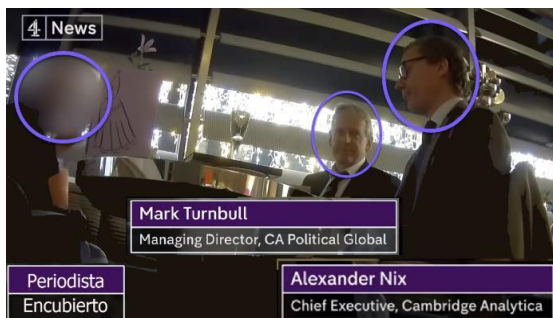 4 News
Mark Turnbull
Managing Director, CA Political Global
Periodista
Encubierto
Alexander Nix
Chief Executive, Cambridge Analytica